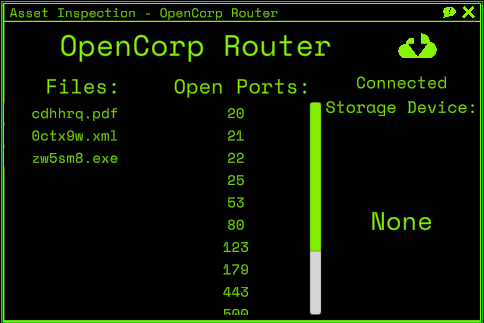 Asset Inspection - OpenCorp Router
OpenCorp Router
Files:
cdhhrq.pdf
0ctx9w.xml
zw5sm8.exe
Open Ports:
20
21
22
25
53
80
123
179
443
500
Connected
Storage Device:
None